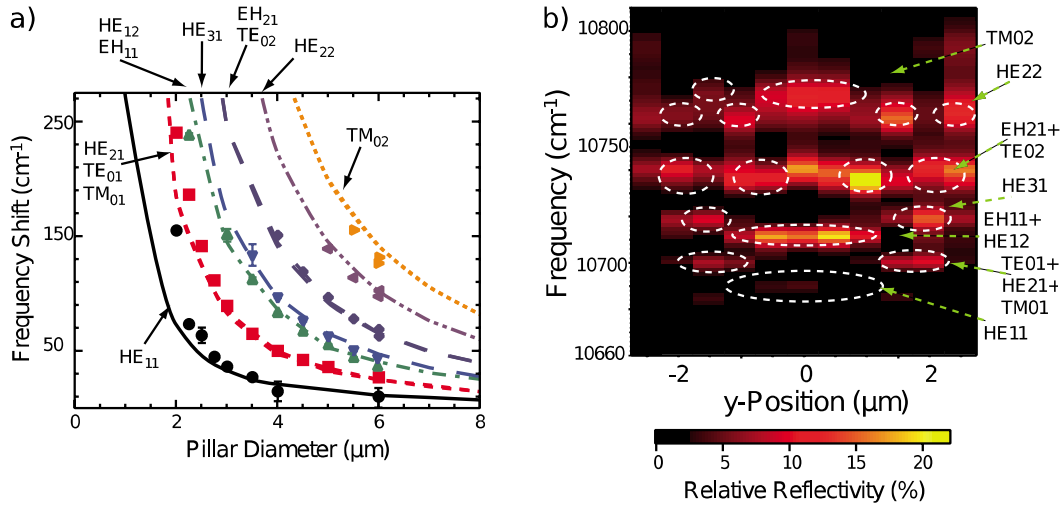 a)
HE12
EH11
HE31
EH21
TE02
HE22
250
150
50
HE21
TE01
TM01
TM02
HE11
Frequency Shift (cm-1)
0 2 4 6 8
Pillar Diameter (µm)
b)
10800
10750
10700
10660
Frequency (cm-1)
TM02
HE22
EH21+
TE02
HE31
EH11+
HE12
TE01+
HE21+
TM01
HE11
-2 0 2
y-Position (µm)
0 5 10 15 20
Relative Reflectivity (%)